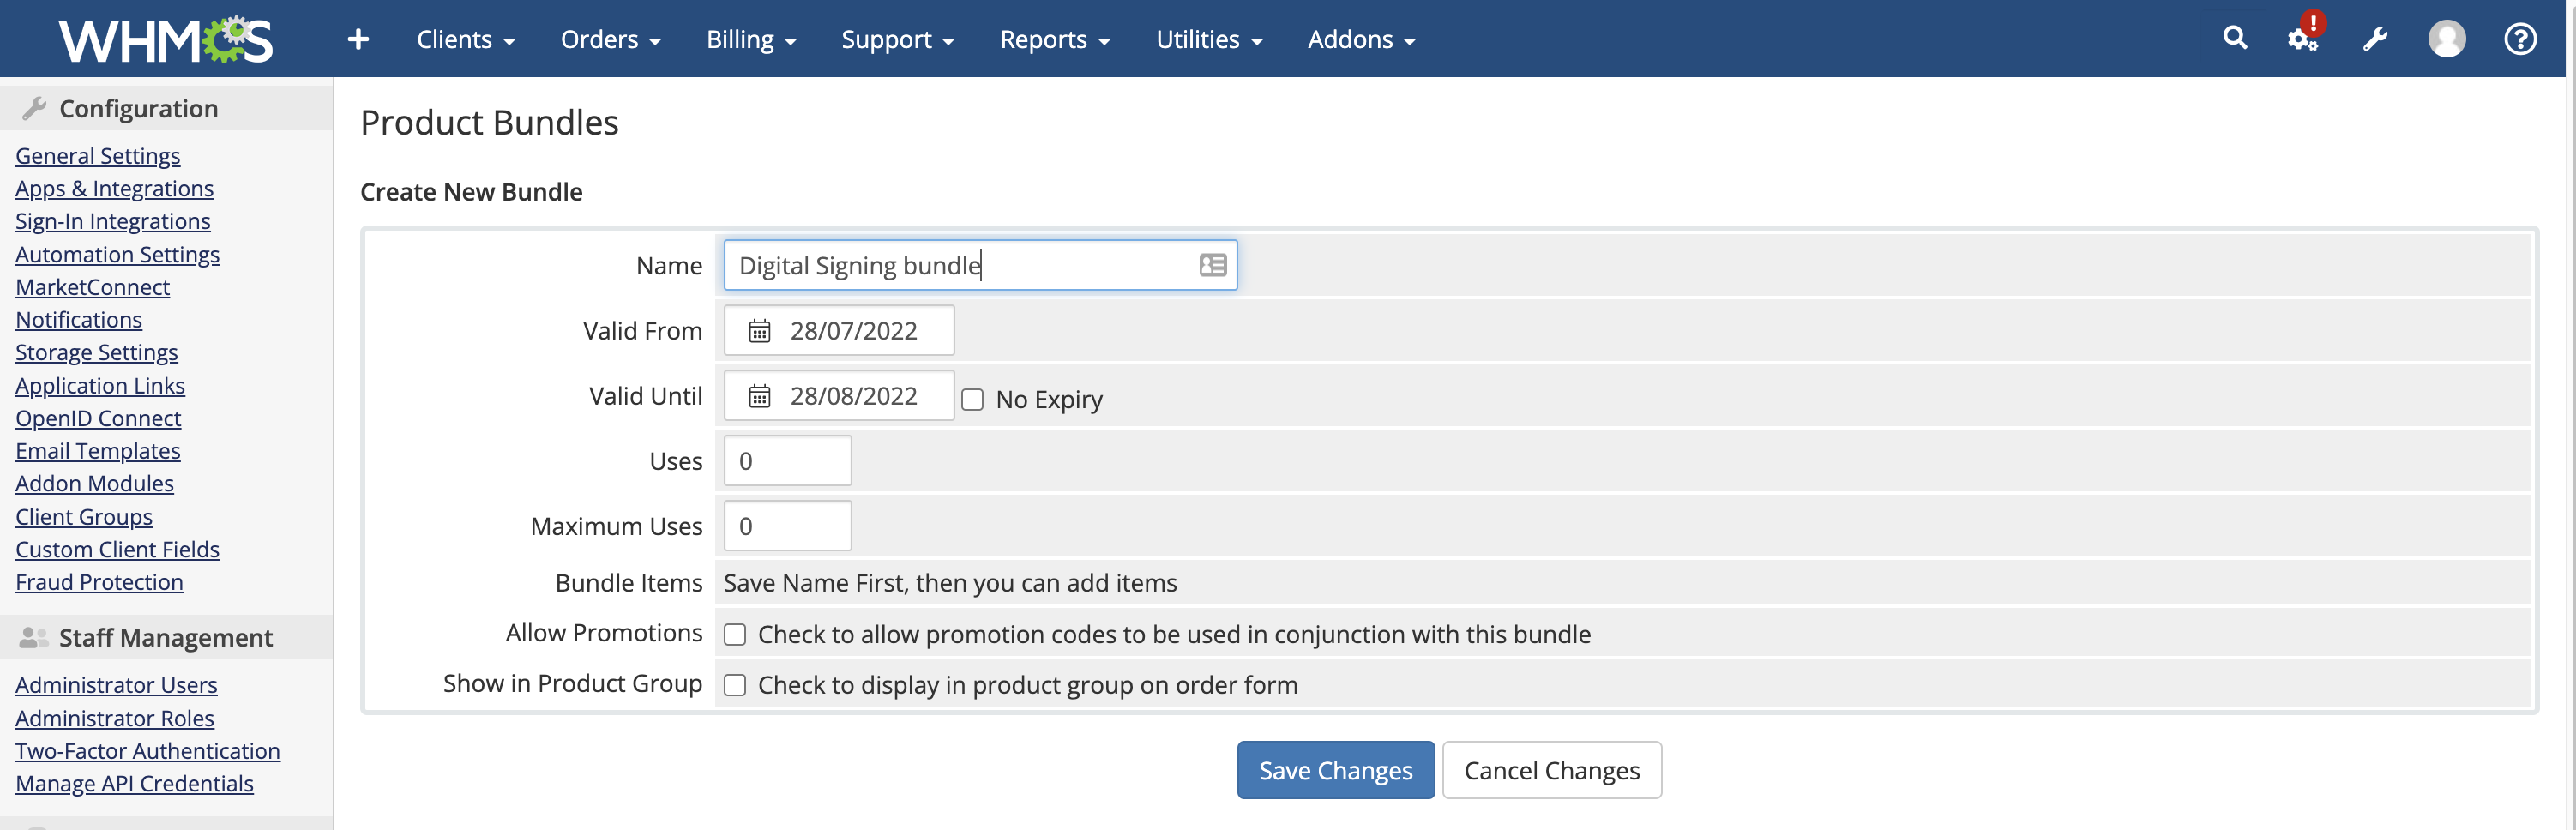 WHMCS + Clients Orders Billing Support Reports Utilities Addons ! ?
Configuration
General Settings
Apps & Integrations
Sign-In Integrations
Automation Settings
MarketConnect
Notifications
Storage Settings
Application Links
OpenID Connect
Email Templates
Addon Modules
Client Groups
Custom Client Fields
Fraud Protection
Staff Management
Administrator Users
Administrator Roles
Two-Factor Authentication
Manage API Credentials
Product Bundles
Create New Bundle
Name Digital Signing bundle
Valid From 28/07/2022
Valid Until 28/08/2022 No Expiry
Uses 0
Maximum Uses 0
Bundle Items Save Name First, then you can add items
Allow Promotions Check to allow promotion codes to be used in conjunction with this bundle
Show in Product Group Check to display in product group on order form
Save Changes Cancel Changes